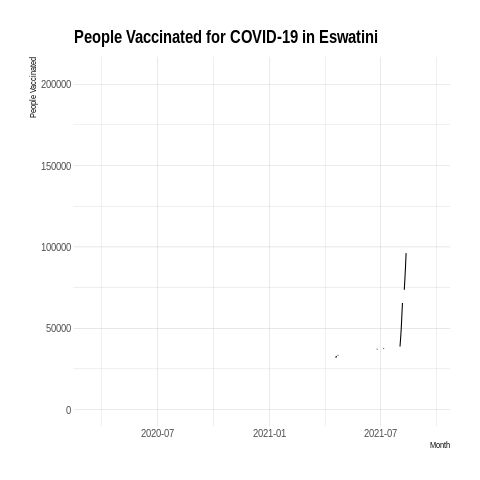 People Vaccinated for COVID-19 in Eswatini
People Vaccinated
200000
150000
100000
50000
0
2020-07 2021-01 2021-07
Month